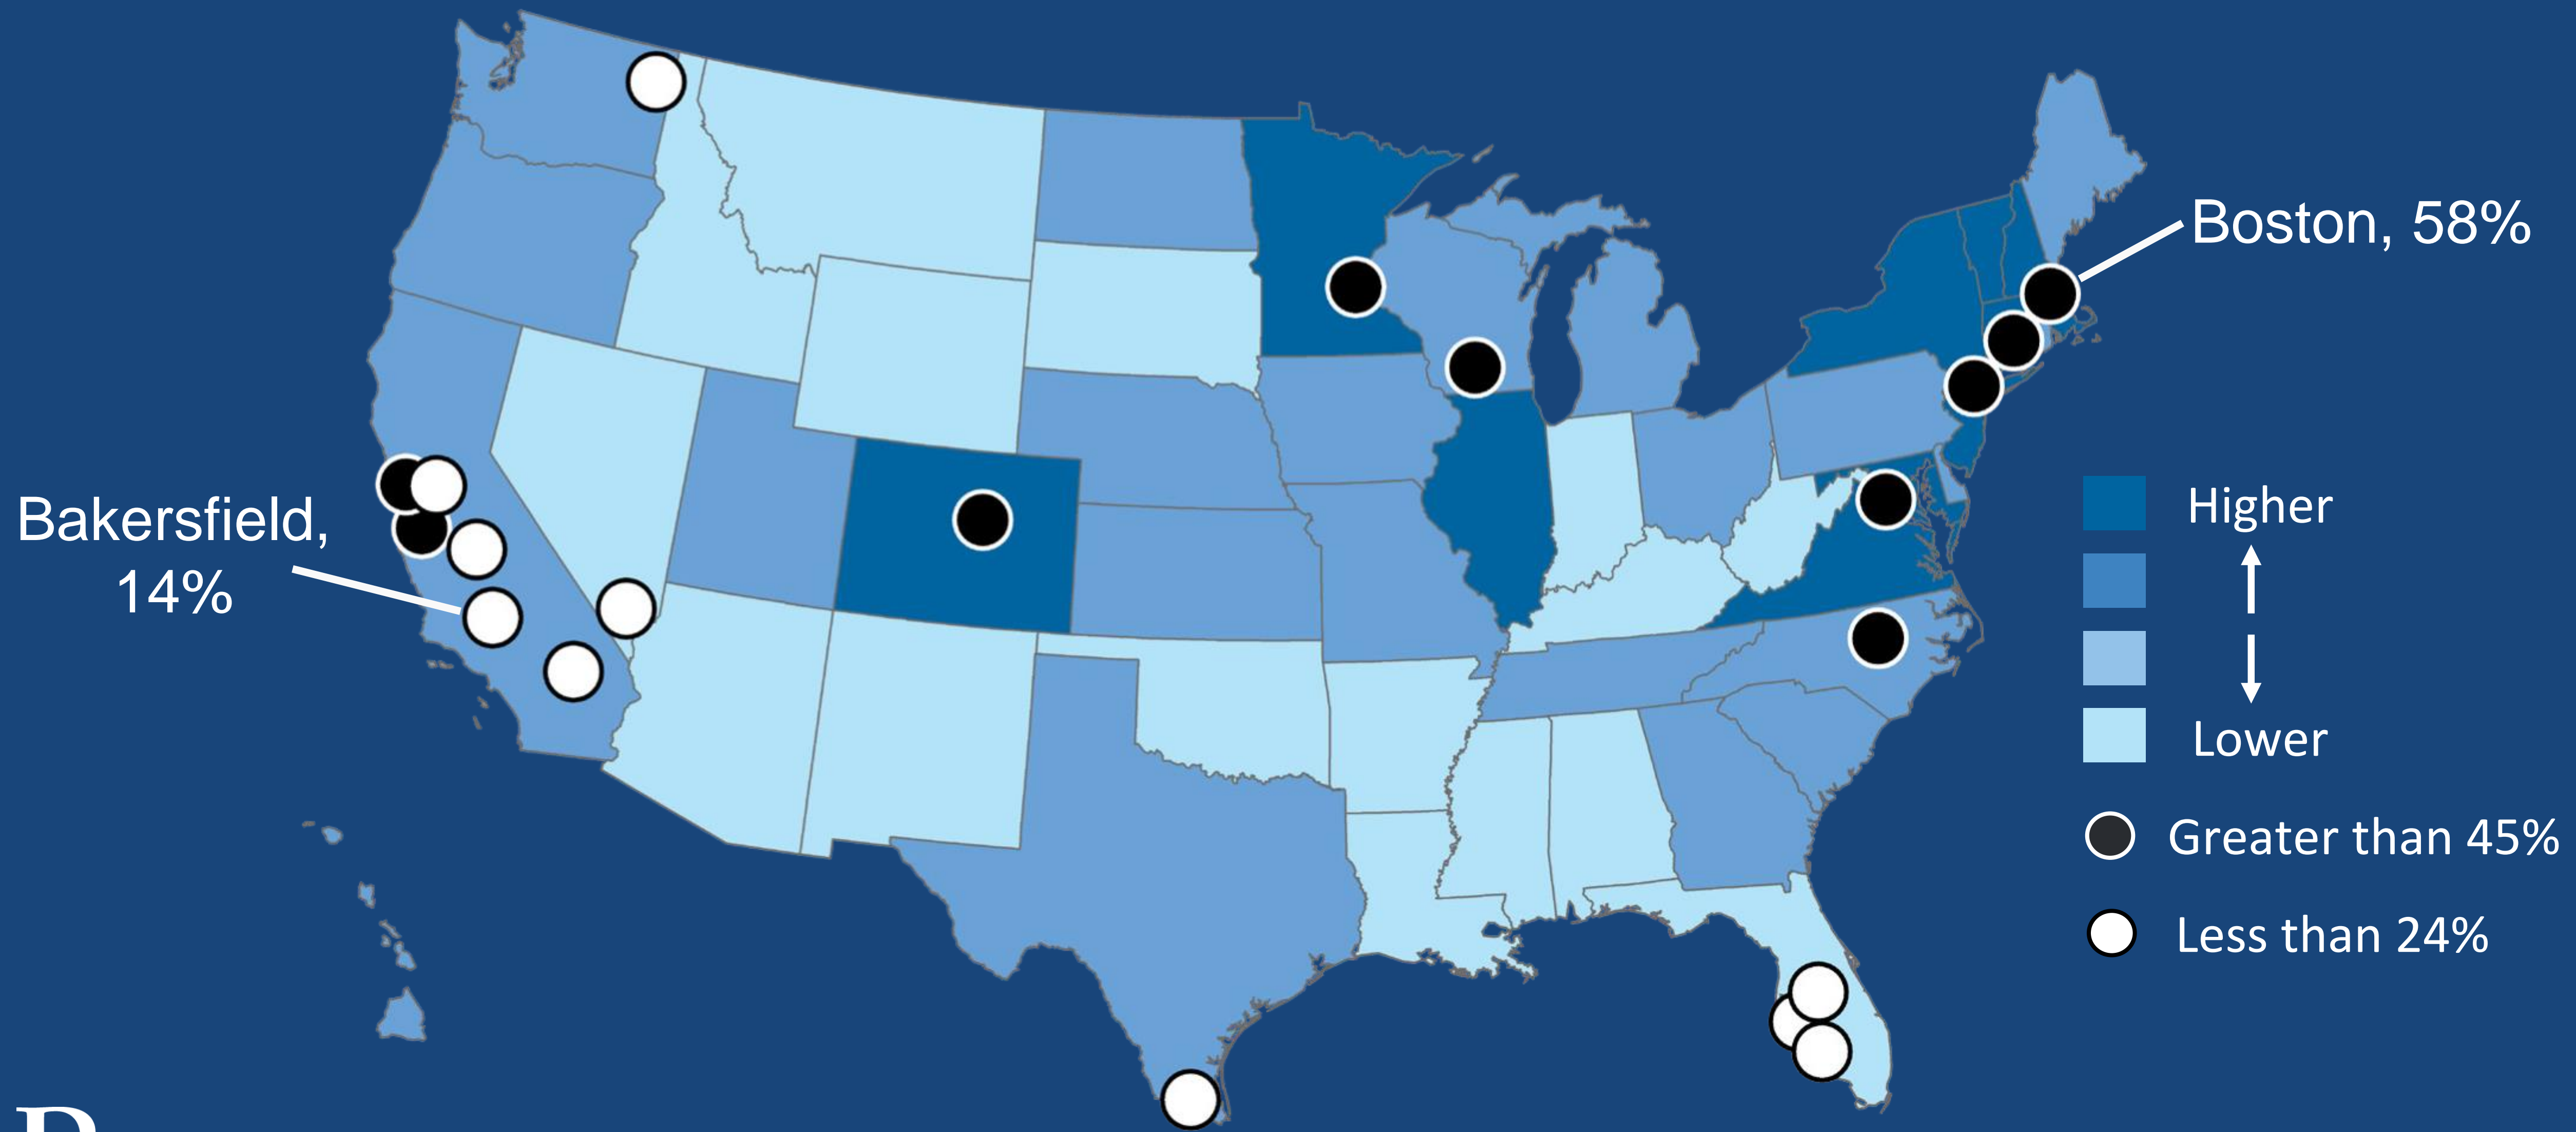 Boston, 58%
Bakersfield,
14%
Higher
Lower
Greater than 45%
Less than 24%